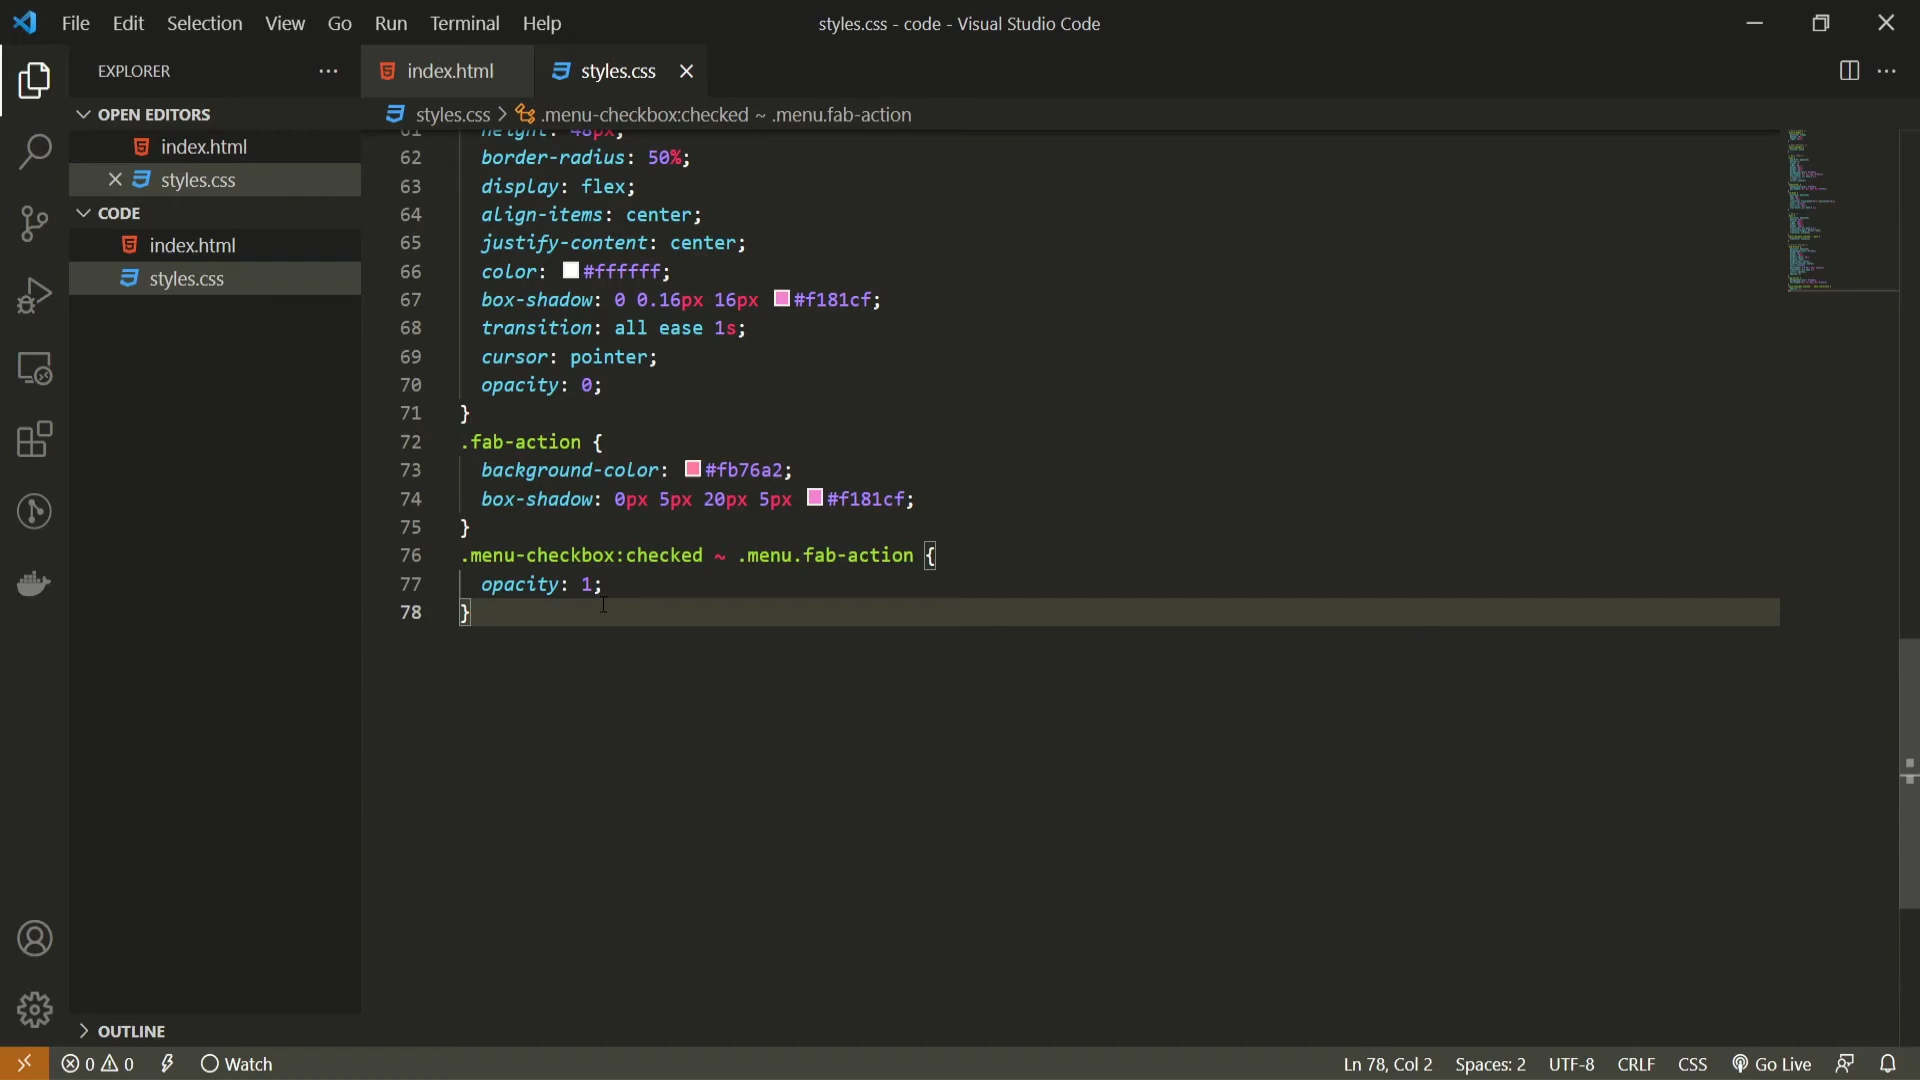 File Edit Selection View Go Run Terminal Help
styles.css - code - Visual Studio Code
EXPLORER
index.html
styles.css
OPEN EDITORS
index.html
styles.css
CODE
index.html
styles.css
OUTLINE
styles.css > .menu-checkbox:checked ~ .menu.fab-action
61 height: 48px;
62 border-radius: 50%;
63 display: flex;
64 align-items: center;
65 justify-content: center;
66 color: #ffffff;
67 box-shadow: 0 0.16px 16px #f181cf;
68 transition: all ease 1s;
69 cursor: pointer;
70 opacity: 0;
71 }
72 .fab-action {
73 background-color: #fb76a2;
74 box-shadow: 0px 5px 20px 5px #f181cf;
75 }
76 .menu-checkbox:checked ~ .menu.fab-action {
77 opacity: 1;
78 }
0 0 Watch
Ln 78, Col 2 Spaces: 2 UTF-8 CRLF CSS Go Live